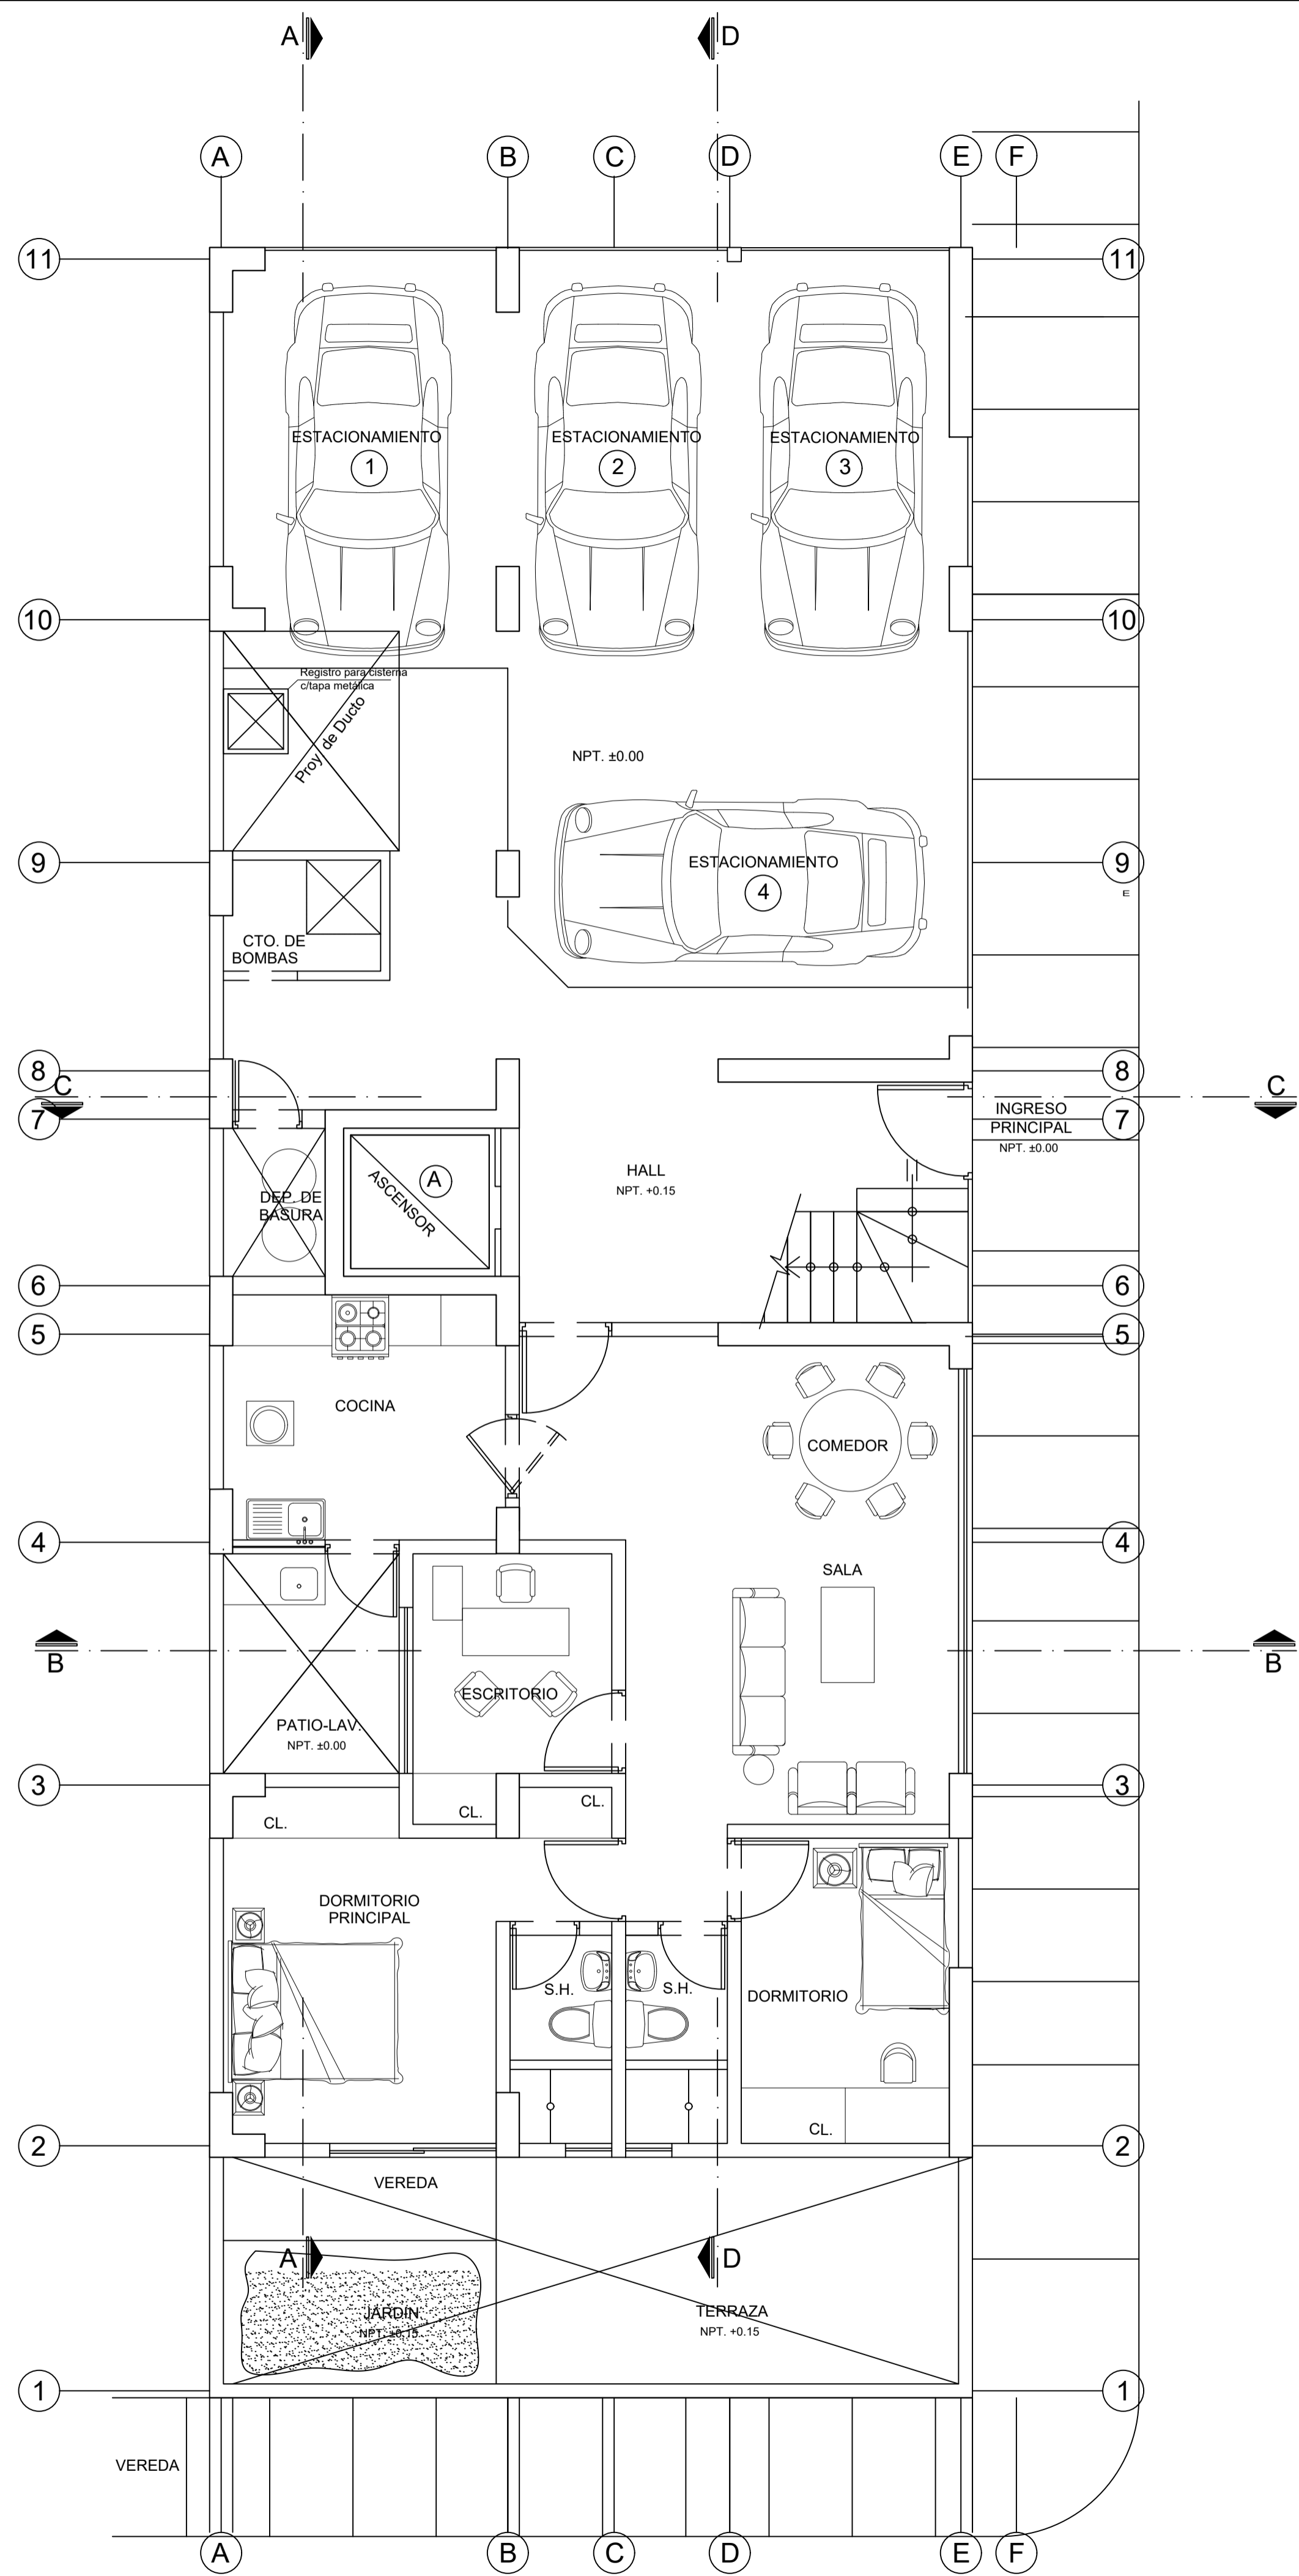 A D
A B C D E F
11 11
ESTACIONAMIENTO ESTACIONAMIENTO ESTACIONAMIENTO
1 2 3
10 10
Registro para cisterna
c/tapa metálica
Proy. de Ducto
NPT. ±0.00
9 ESTACIONAMIENTO 9
4
E
CTO. DE
BOMBAS
8 8
C C
7 7
INGRESO
PRINCIPAL
NPT. ±0.00
HALL
NPT. +0.15
A
ASCENSOR
DEP. DE
BASURA
6 6
5 5
COCINA
COMEDOR
4 4
SALA
B B
ESCRITORIO
PATIO-LAV.
NPT. ±0.00
3 3
CL.
CL.
CL.
DORMITORIO
PRINCIPAL
S.H. S.H.
DORMITORIO
CL.
2 2
VEREDA
A D
JARDIN
NPT. ±0.15
TERRAZA
NPT. +0.15
1 1
VEREDA
A B C D E F